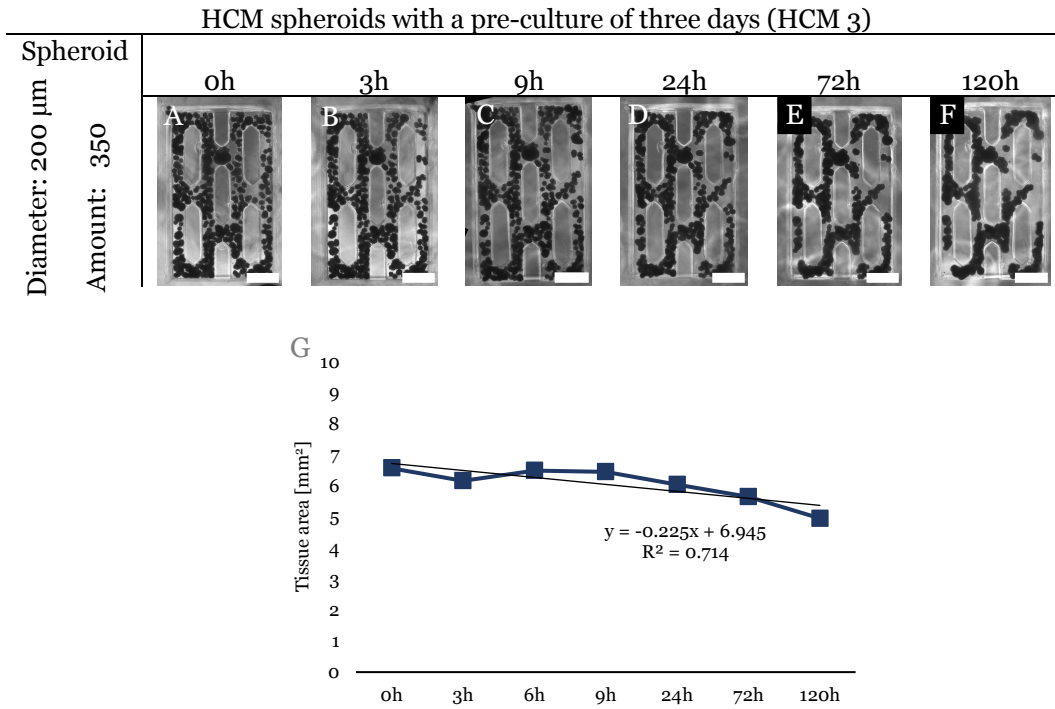 HCM spheroids with a pre-culture of three days (HCM 3)
Spheroid
0h 3h 9h 24h 72h 120h
Diameter: 200 µm
Amount: 350
A B C D E F
G
Tissue area [mm²]
10
9
8
7
6
5
4
3
2
1
0
y = -0.225x + 6.945
R² = 0.714
0h 3h 6h 9h 24h 72h 120h